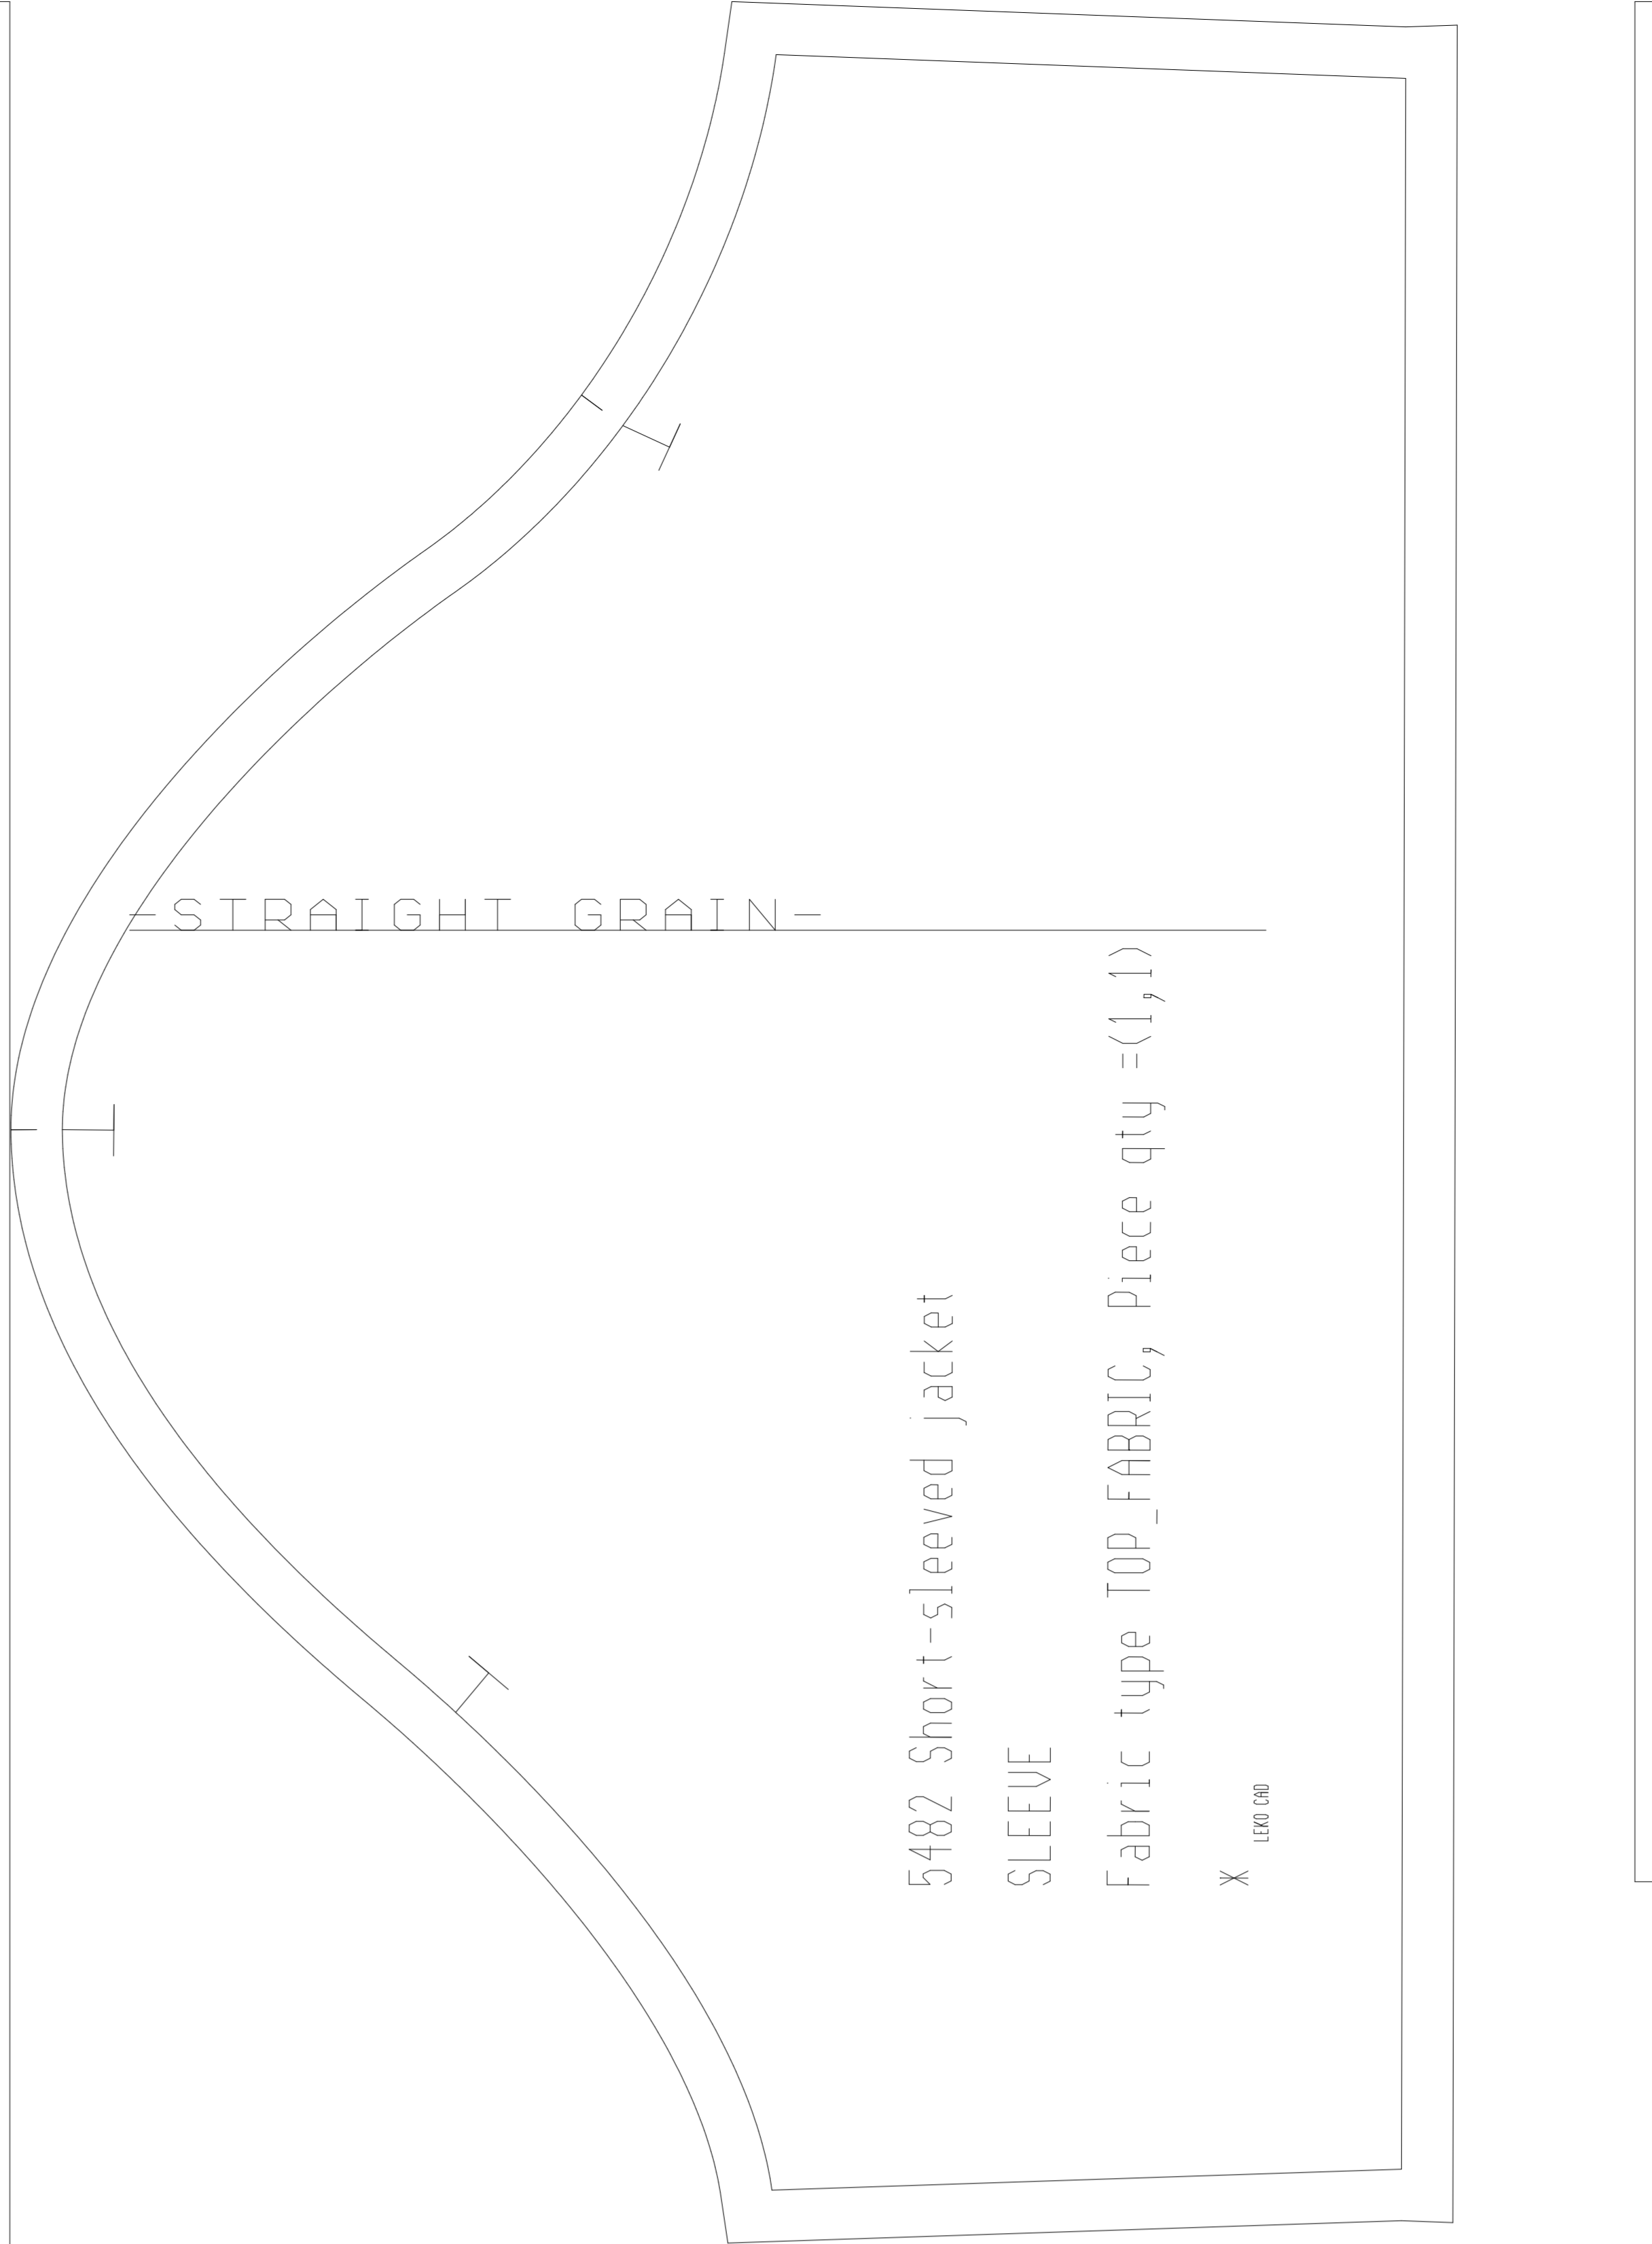 -STRAIGHT GRAIN-
5482 Short-sleeved jacket
SLEEVE
Fabric type TOP_FABRIC, Piece qty =(1,1)
*
LEKO CAD